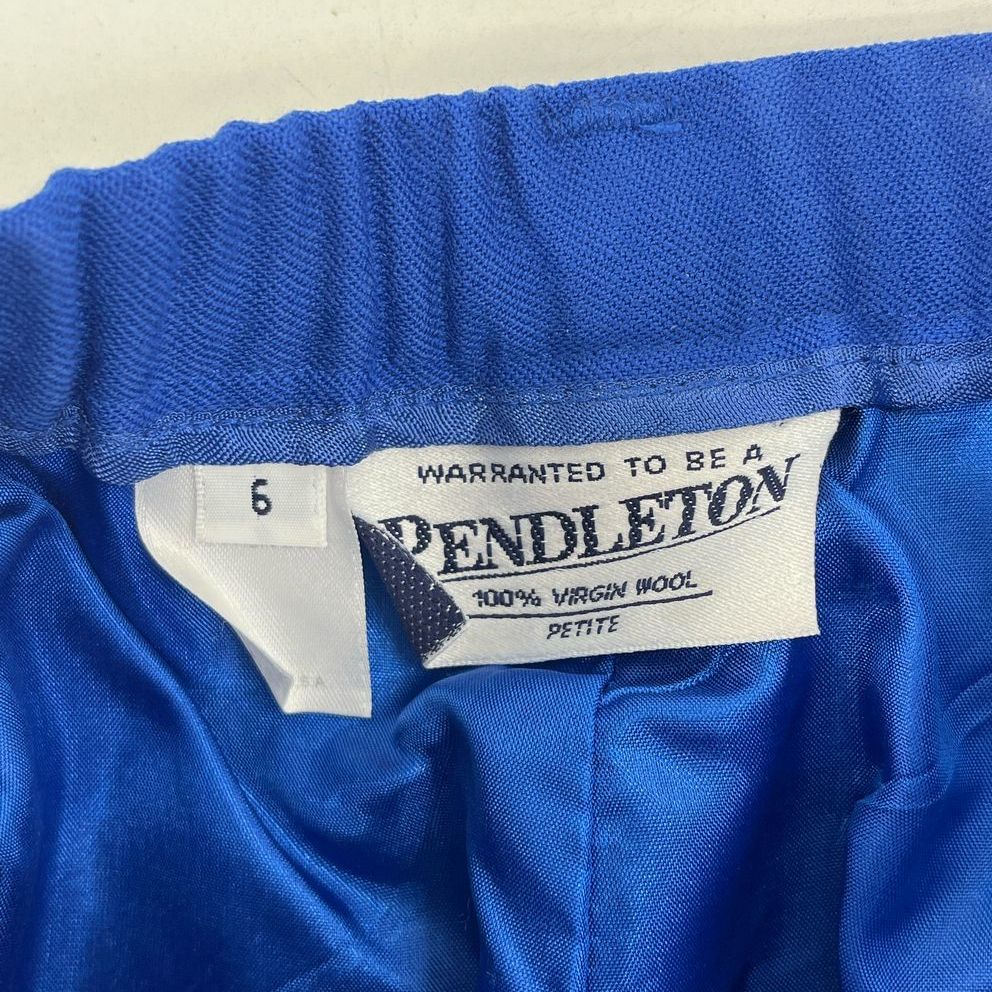 6
WARRANTED TO BE A
PENDLETON
100% VIRGIN WOOL
PETITE